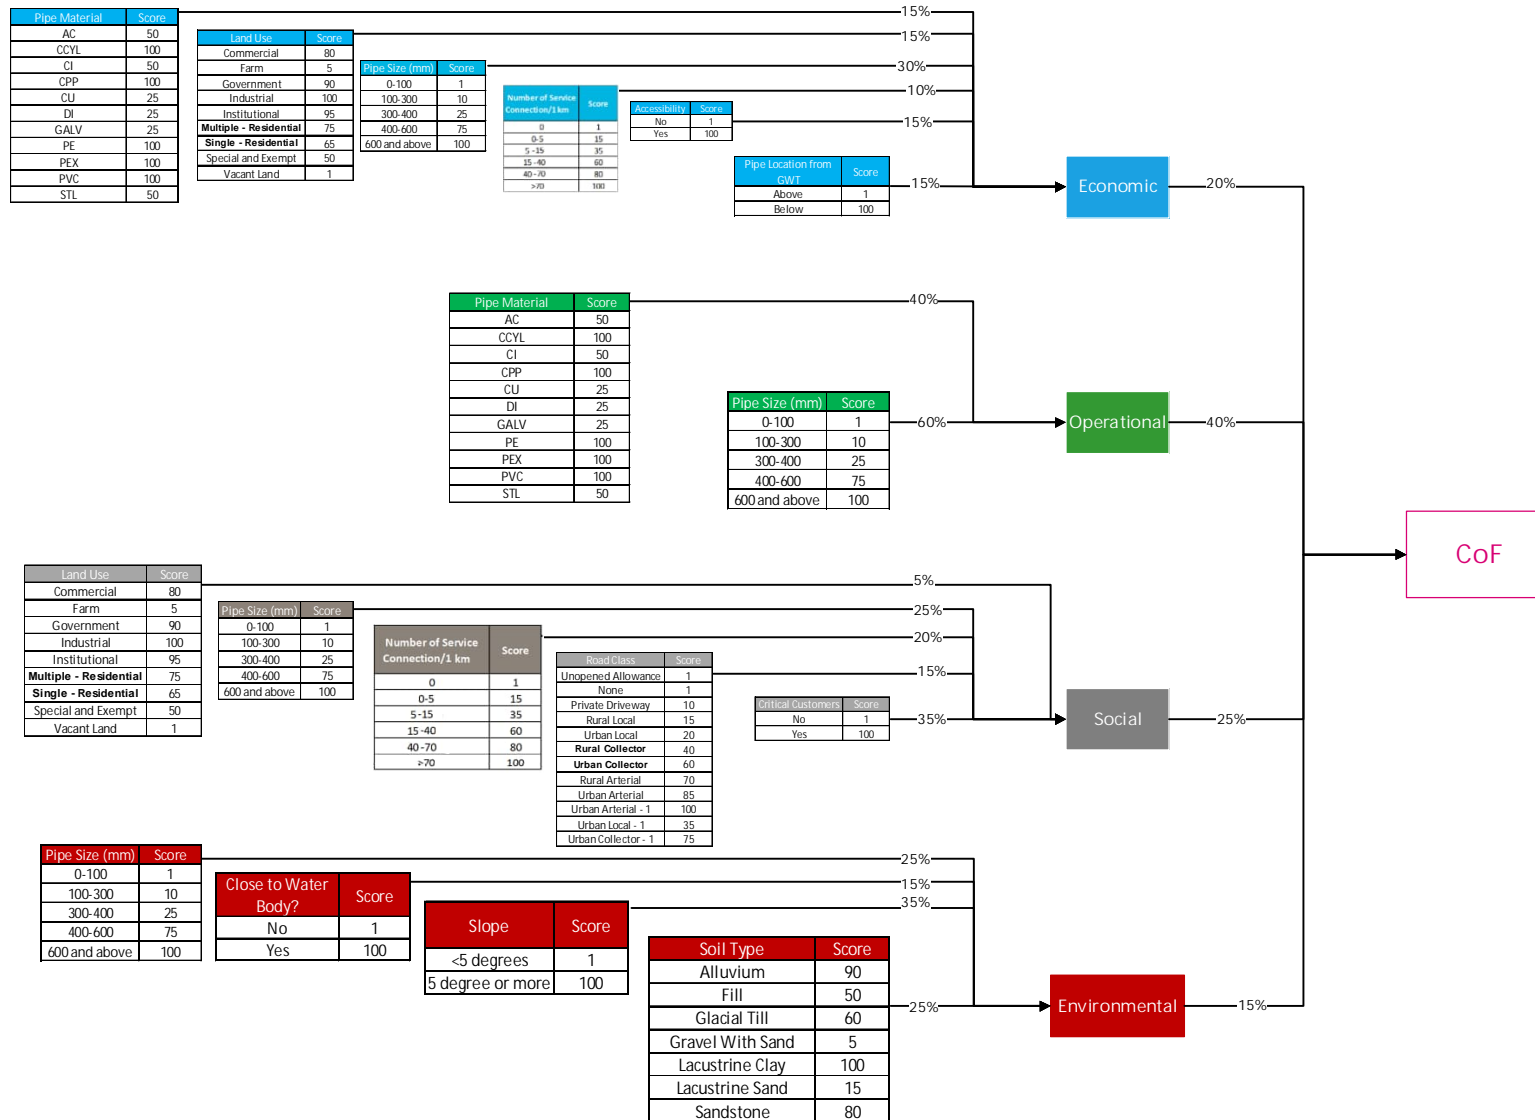 Pipe Material Score
AC 50
CCYL 100
CI 50
CPP 100
CU 25
DI 25
GALV 25
PE 100
PEX 100
PVC 100
STL 50
15%
Land Use Score
Commercial 80
Farm 5
Government 90
Industrial 100
Institutional 95
Multiple - Residential 75
Single - Residential 65
Special and Exempt 50
Vacant Land 1
15%
Pipe Size (mm) Score
0-100 1
100-300 10
300-400 25
400-600 75
600 and above 100
30%
Number of Service
Connection/1 km Score
0 1
0-5 15
5 -15 35
15 -40 60
40 -70 80
>70 100
10%
Accessibility Score
No 1
Yes 100
15%
Pipe Location from
GWT Score
Above 1
Below 100
15%
Economic
20%
Pipe Material Score
AC 50
CCYL 100
CI 50
CPP 100
CU 25
DI 25
GALV 25
PE 100
PEX 100
PVC 100
STL 50
40%
Pipe Size (mm) Score
0-100 1
100-300 10
300-400 25
400-600 75
600 and above 100
60%
Operational
40%
CoF
Land Use Score
Commercial 80
Farm 5
Government 90
Industrial 100
Institutional 95
Multiple - Residential 75
Single - Residential 65
Special and Exempt 50
Vacant Land 1
5%
Pipe Size (mm) Score
0-100 1
100-300 10
300-400 25
400-600 75
600 and above 100
25%
Number of Service
Connection/1 km Score
0 1
0-5 15
5-15 35
15 -40 60
40 -70 80
>70 100
20%
Road Class Score
Unopened Allowance 1
None 1
Private Driveway 10
Rural Local 15
Urban Local 20
Rural Collector 40
Urban Collector 60
Rural Arterial 70
Urban Arterial 85
Urban Arterial - 1 100
Urban Local - 1 35
Urban Collector - 1 75
15%
Critical Customers Score
No 1
Yes 100
35%
Social
25%
Pipe Size (mm) Score
0-100 1
100-300 10
300-400 25
400-600 75
600 and above 100
25%
Close to Water
Body? Score
No 1
Yes 100
15%
Slope Score
<5 degrees 1
5 degree or more 100
35%
Soil Type Score
Alluvium 90
Fill 50
Glacial Till 60
Gravel With Sand 5
Lacustrine Clay 100
Lacustrine Sand 15
Sandstone 80
25%
Environmental
15%